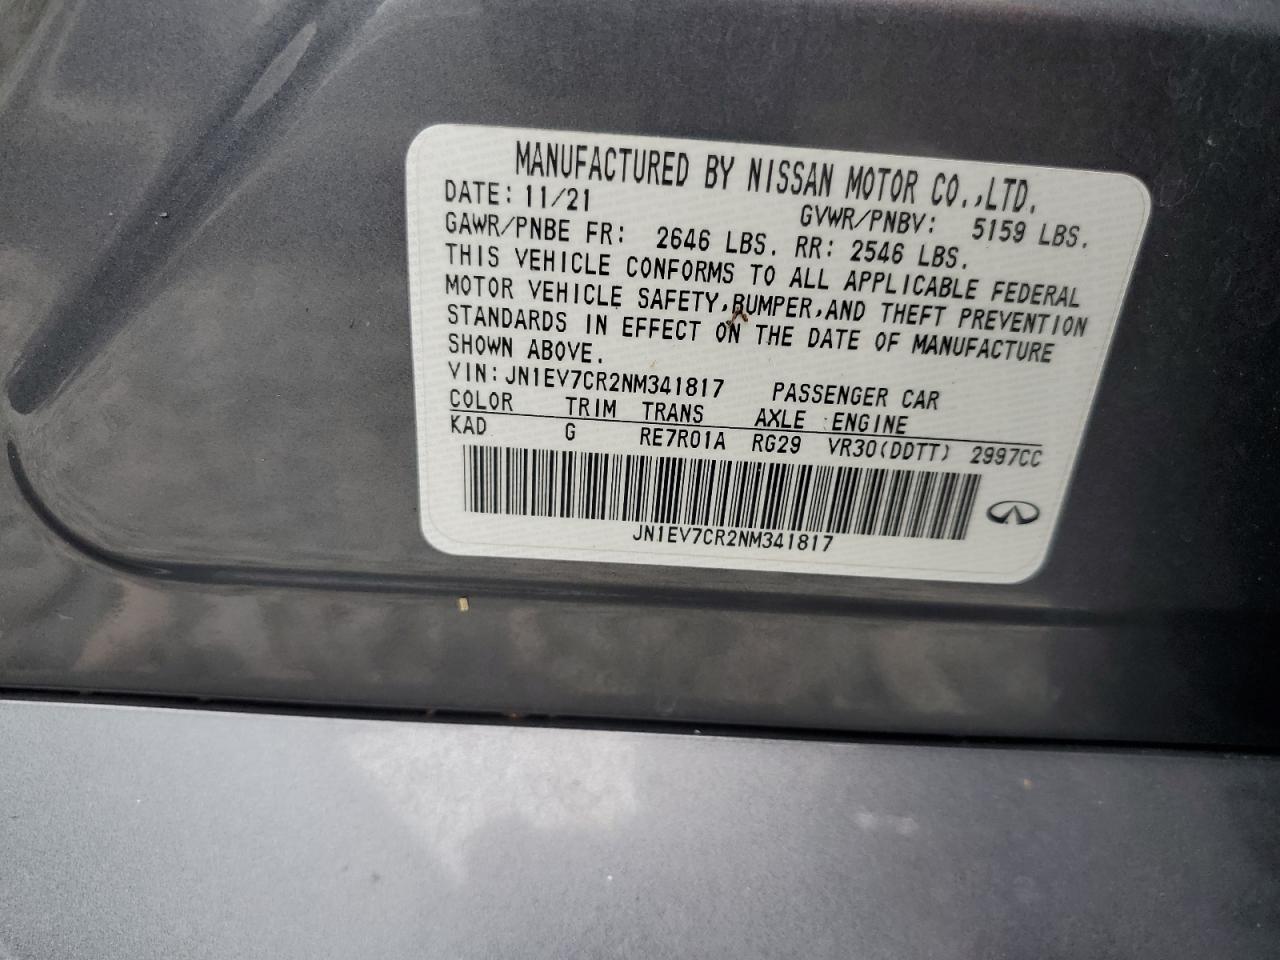 MANUFACTURED BY NISSAN MOTOR CO.,LTD.
DATE: 11/21 GVWR/PNBV: 5159 LBS.
GAWR/PNBE FR: 2646 LBS. RR: 2546 LBS.
THIS VEHICLE CONFORMS TO ALL APPLICABLE FEDERAL
MOTOR VEHICLE SAFETY,BUMPER,AND THEFT PREVENTION
STANDARDS IN EFFECT ON THE DATE OF MANUFACTURE
SHOWN ABOVE.
VIN: JN1EV7CR2NM341817 PASSENGER CAR
COLOR TRIM TRANS AXLE ENGINE
KAD G RE7R01A RG29 VR30(DDTT) 2997CC
JN1EV7CR2NM341817